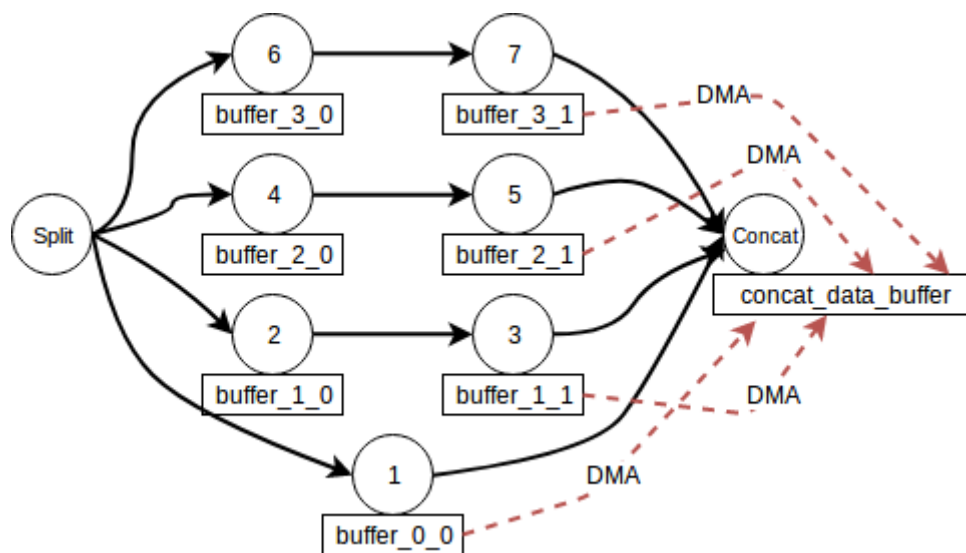 6
7
buffer_3_0
buffer_3_1
DMA
4
5
DMA
Split
buffer_2_0
buffer_2_1
Concat
concat_data_buffer
2
3
buffer_1_0
buffer_1_1
DMA
1
DMA
buffer_0_0